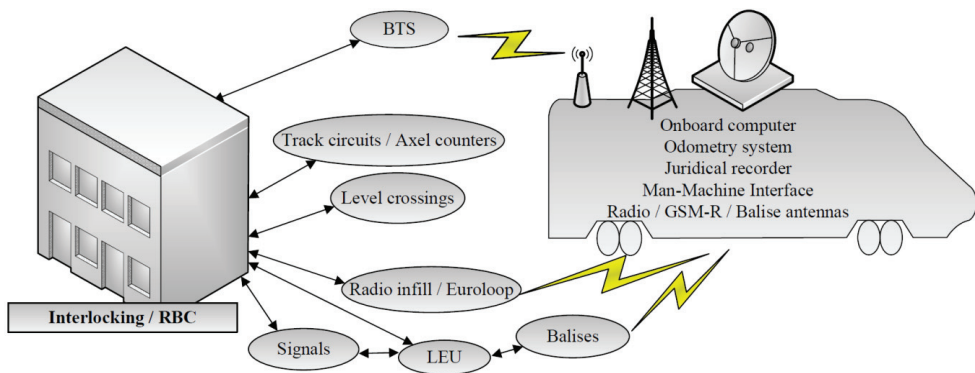 BTS
Track circuits / Axel counters
Level crossings
Radio infill / Euroloop
Interlocking / RBC
Signals
LEU
Balises
Onboard computer
Odometry system
Juridical recorder
Man-Machine Interface
Radio / GSM-R / Balise antennas